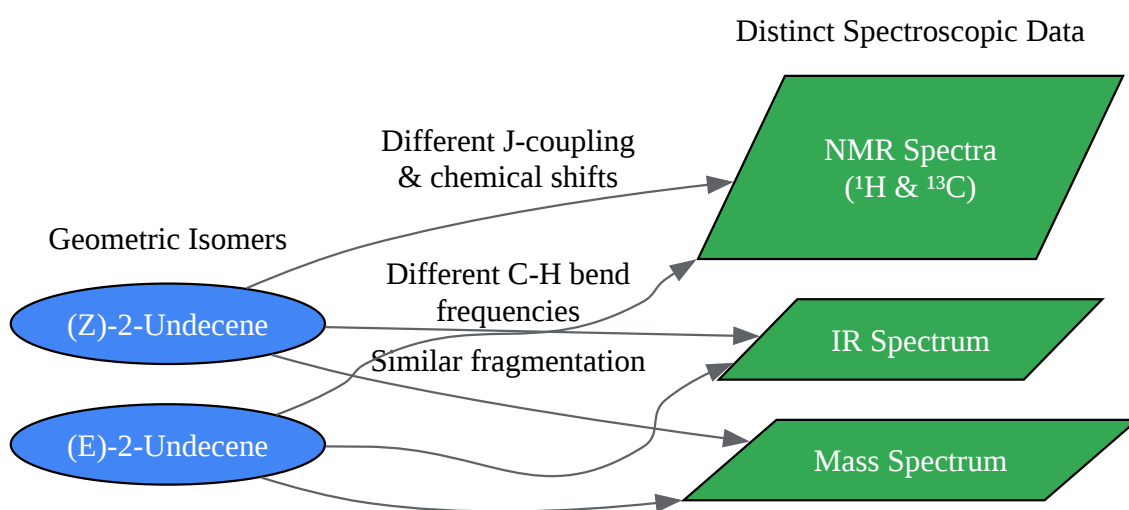 Distinct Spectroscopic Data
Different J-coupling
& chemical shifts
NMR Spectra
(¹H & ¹³C)
Geometric Isomers
Different C-H bend
frequencies
(Z)-2-Undecene
IR Spectrum
Similar fragmentation
(E)-2-Undecene
Mass Spectrum